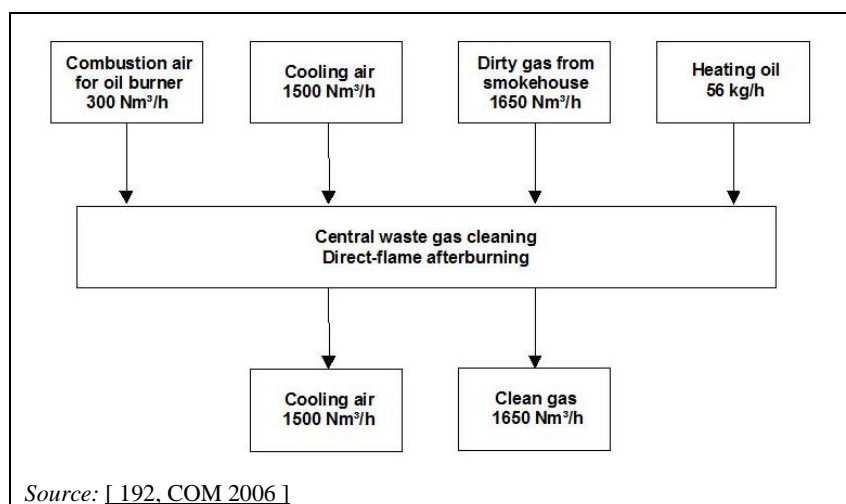 Combustion air
for oil burner
300 Nm³/h
Cooling air
1500 Nm³/h
Dirty gas from
smokehouse
1650 Nm³/h
Heating oil
56 kg/h
Central waste gas cleaning
Direct-flame afterburning
Cooling air
1500 Nm³/h
Clean gas
1650 Nm³/h
Source: [ 192, COM 2006 ]